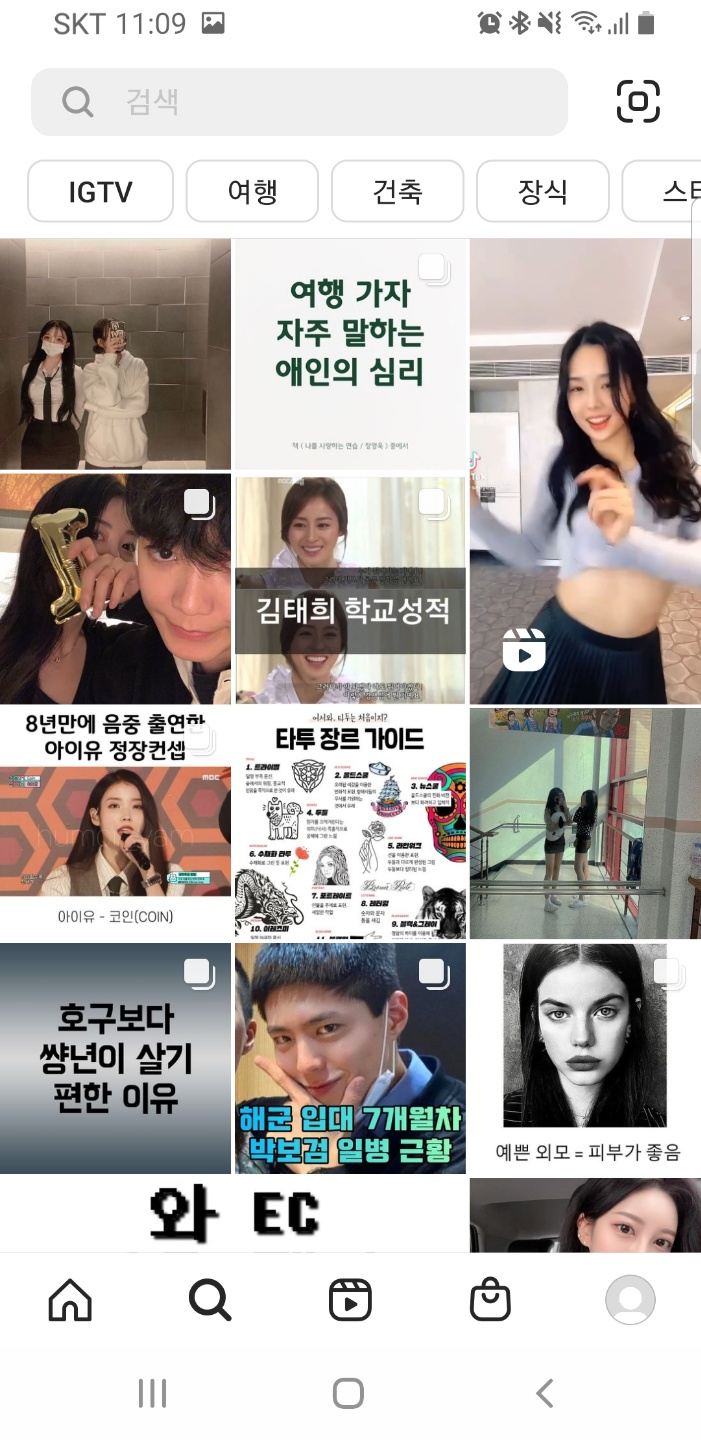 SKT 11:09
검색
IGTV
여행
건축
장식
스타
여행 가자
자주 말하는
애인의 심리
책 ( 나를 사랑하는 연습 / 정영욱 ) 중에서
김태희 학교성적
8년만에 음중 출연한
아이유 정장컨셉
MBC
아이유 - 코인(COIN)
어서와, 타투는 처음이지?
타투 장르 가이드
1. 트라이벌
2. 올드스쿨
3. 뉴스쿨
4. 두들
5. 라인워크
6. 수채화 타투
7. 포트레이트
8. 레터링
9. 블랙&그레이
10. 이레즈미
호구보다
썅년이 살기
편한 이유
해군 입대 7개월차
박보검 일병 근황
예쁜 외모 = 피부가 좋음
와 EC